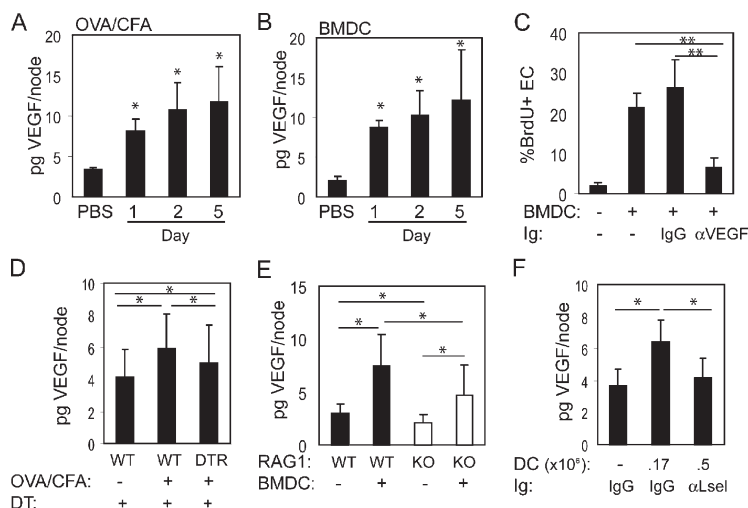 A OVA/CFA
pg VEGF/node
20
15
10
5
0
*
*
*
PBS 1 2 5
Day
B BMDC
pg VEGF/node
20
15
10
5
0
*
*
*
PBS 1 2 5
Day
C
%BrdU+ EC
40
30
20
10
0
**
**
BMDC: - + + +
Ig: - - IgG αVEGF
D
pg VEGF/node
10
8
6
4
2
0
*
* *
WT WT DTR
OVA/CFA: - + +
DT: + + +
E
pg VEGF/node
15
10
5
0
*
* *
*
RAG1: WT WT KO KO
BMDC: - + - +
F
pg VEGF/node
10
8
6
4
2
0
* *
DC (x10⁶): - .17 .5
Ig: IgG IgG αLsel